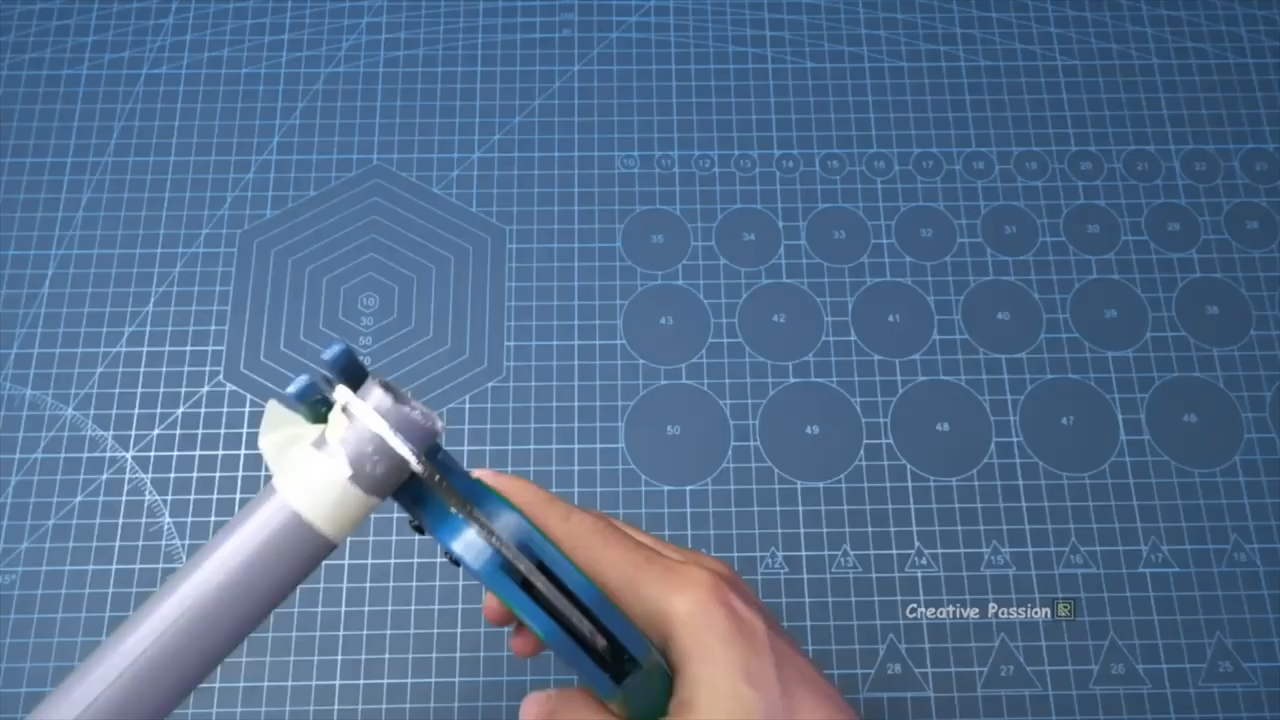 10 11 12 13 14 15 16 17 18 19 20 21 22 23
35 34 33 32 31 30 29 28
10
30
50
43 42 41 40 39 38
50 49 48 47 46
12 13 14 15 16 17 18
Creative Passion
28 27 26 25